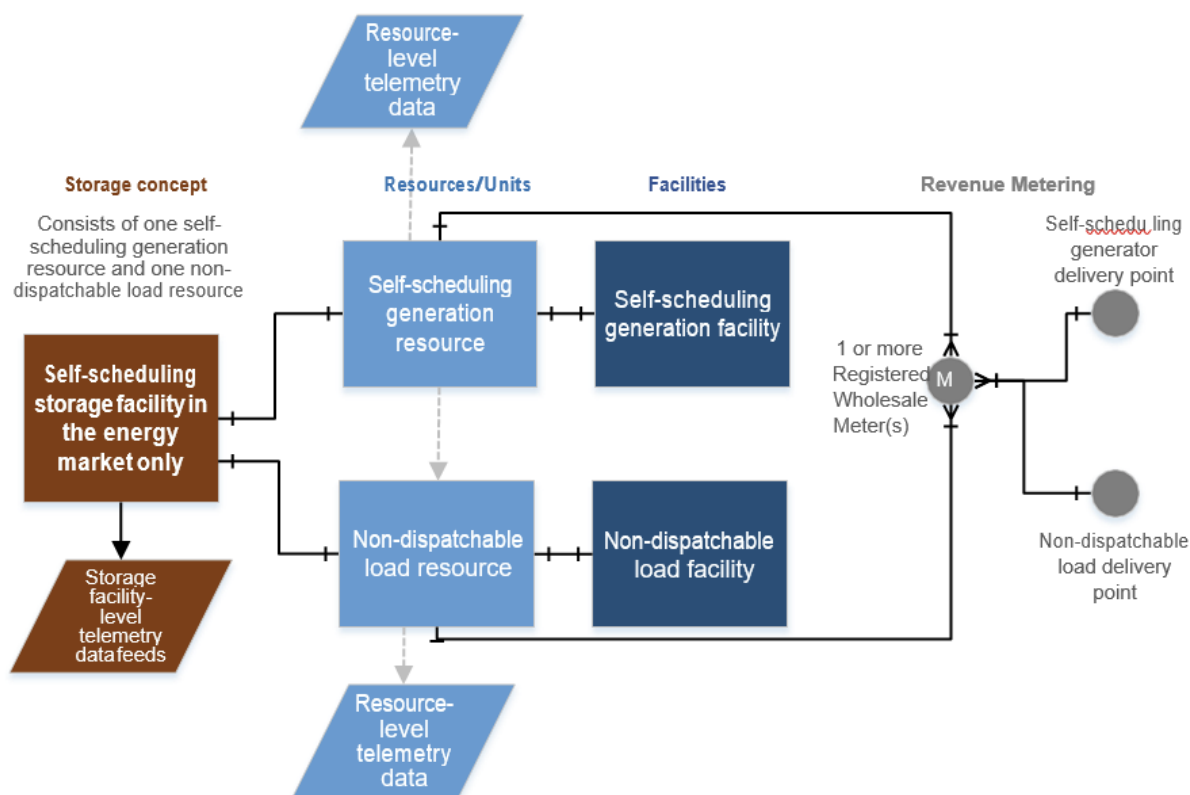 Resource-
level
telemetry
data
Storage concept
Resources/Units
Facilities
Revenue Metering
Consists of one self-
scheduling generation
resource and one non-
dispatchable load resource
Self-schedu ling
generator
delivery point
Self-scheduling
generation
resource
Self-scheduling
generation facility
Self-scheduling
storage facility in
the energy
market only
1 or more
Registered
Wholesale
Meter(s)
M
Non-dispatchable
load resource
Non-dispatchable
load facility
Non-dispatchable
load delivery
point
Storage
facility-
level
telemetry
data feeds
Resource-
level
telemetry
data